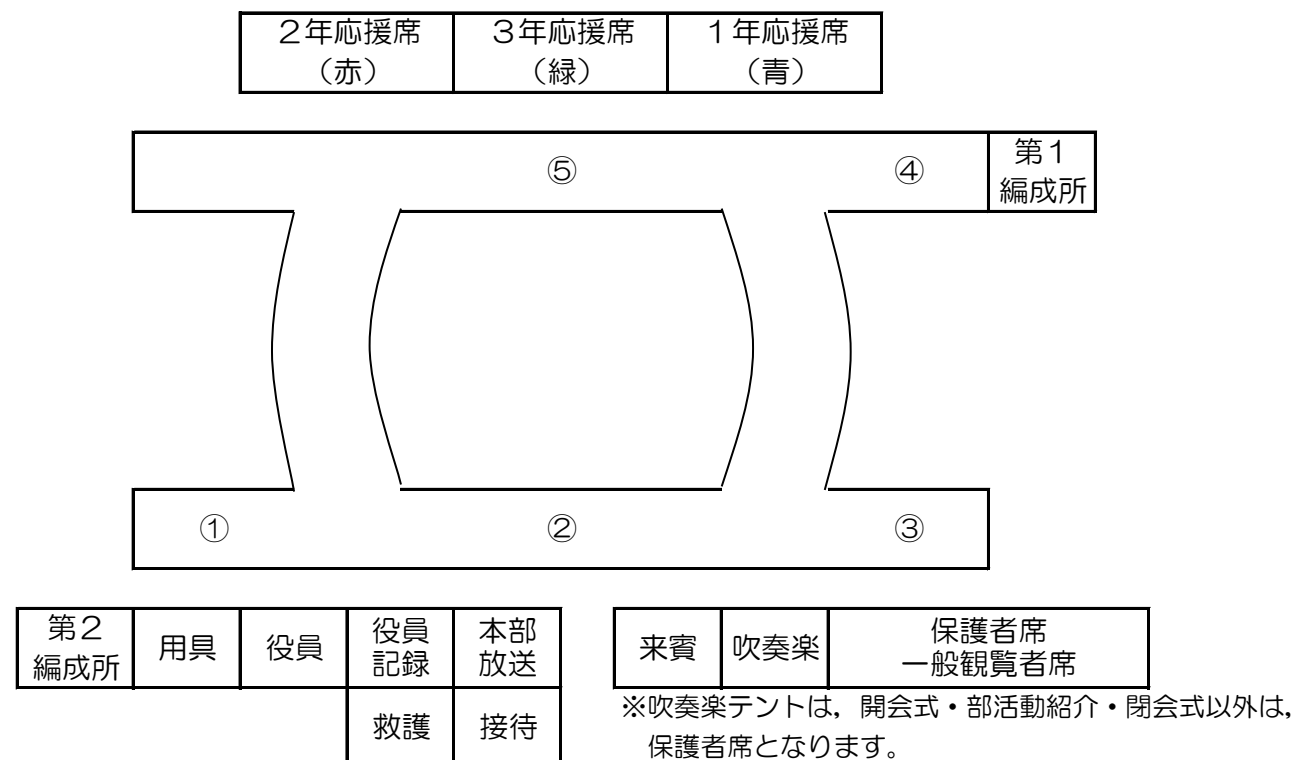 ２年応援席
（赤）
３年応援席
（緑）
１年応援席
（青）
⑤
④
第１
編成所
①
②
③
第２
編成所
用具
役員
役員
記録
本部
放送
来賓
吹奏楽
保護者席
一般観覧者席
救護
接待
※吹奏楽テントは，開会式・部活動紹介・閉会式以外は，
保護者席となります。